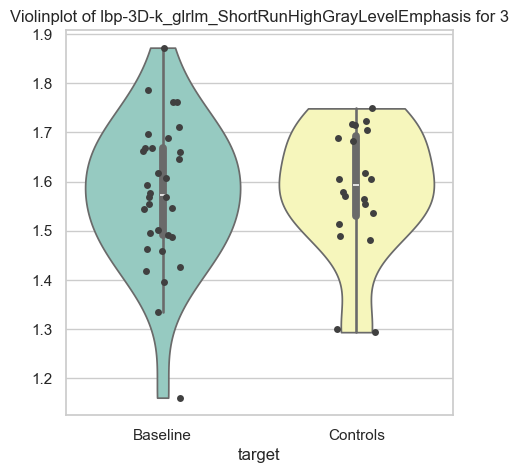 Violinplot of lbp-3D-k_glrlm_ShortRunHighGrayLevelEmphasis for 3
1.9
1.8
1.7
1.6
1.5
1.4
1.3
1.2
Baseline
Controls
target